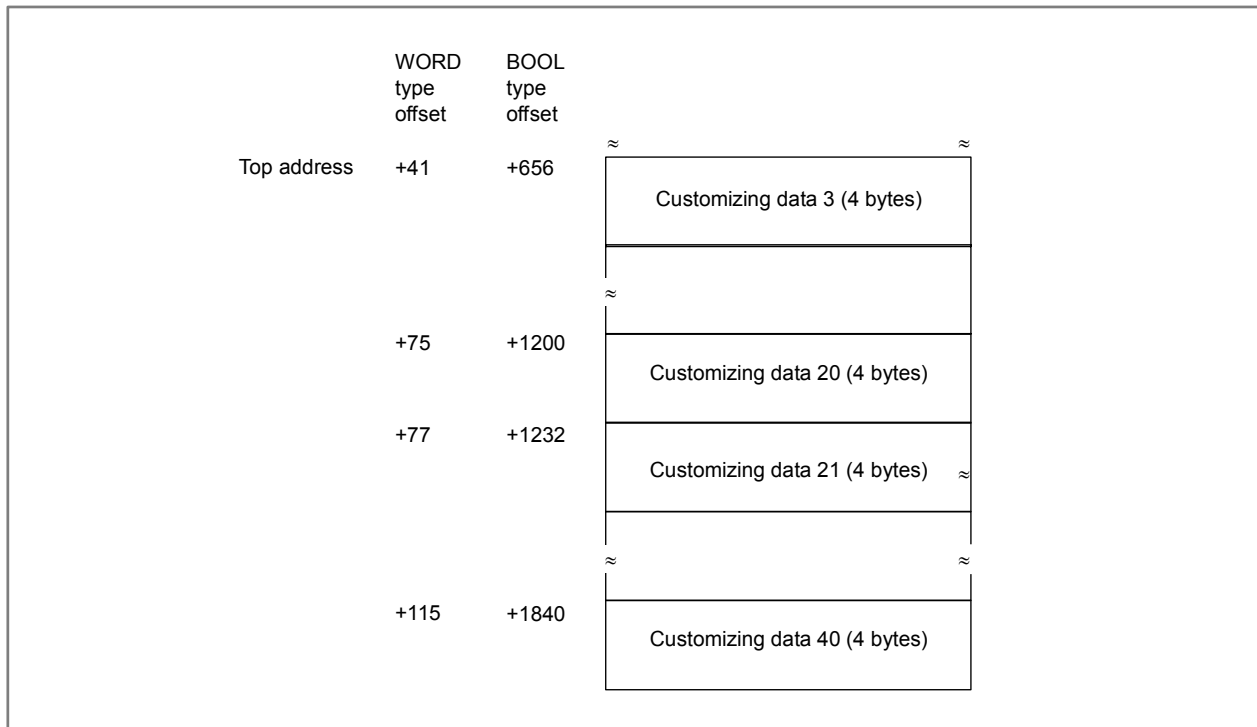 WORD
type
offset
BOOL
type
offset
≈ ≈
Top address +41 +656 Customizing data 3 (4 bytes)
≈
+75 +1200 Customizing data 20 (4 bytes)
+77 +1232 Customizing data 21 (4 bytes) ≈
≈ ≈
+115 +1840 Customizing data 40 (4 bytes)